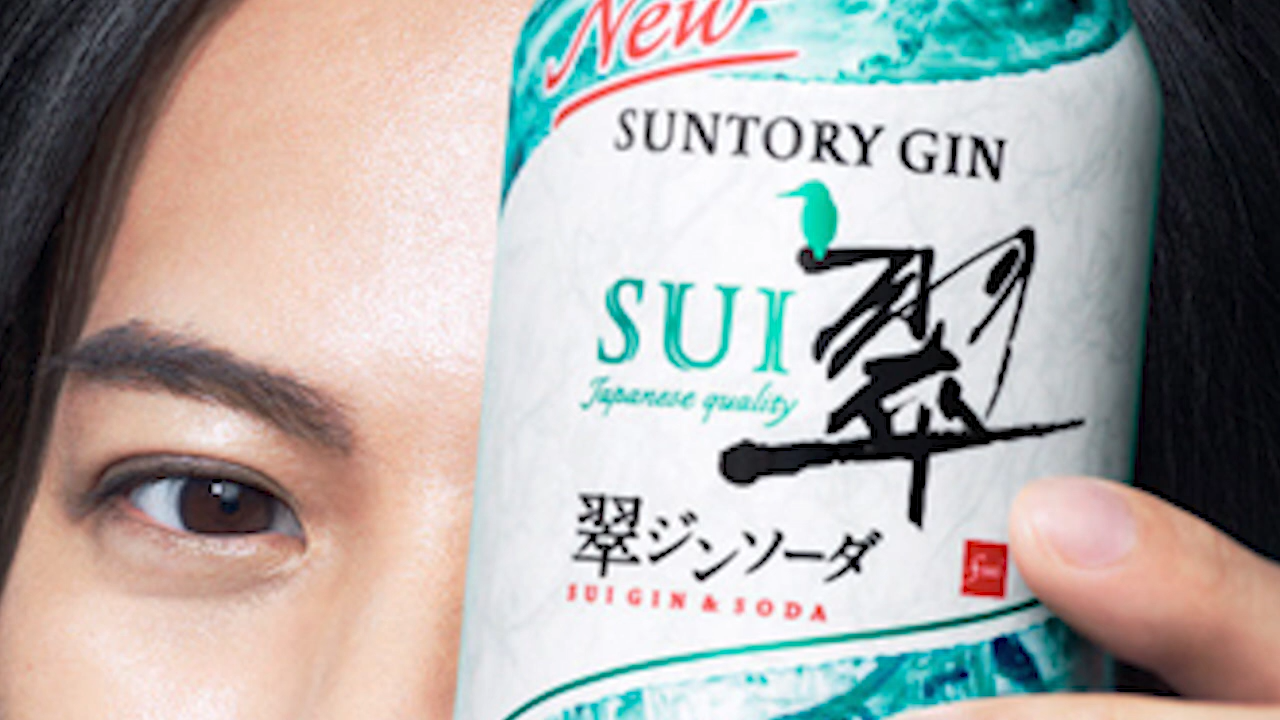 New
SUNTORY GIN
SUI
翠
Japanese quality
翠ジンソーダ
SUI GIN & SODA